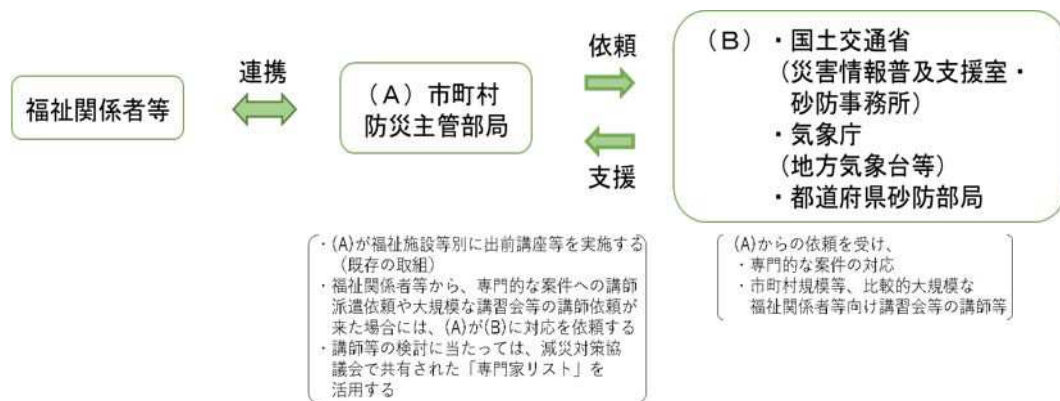 福祉関係者等
連携
（A）市町村
防災主管部局
依頼
支援
（B）・国土交通省
（災害情報普及支援室・
砂防事務所）
・気象庁
（地方気象台等）
・都道府県砂防部局
・(A)が福祉施設等別に出前講座等を実施する
（既存の取組）
・福祉関係者等から、専門的な案件への講師
派遣依頼や大規模な講習会等の講師依頼が
来た場合には、(A)が(B)に対応を依頼する
・講師等の検討に当たっては、減災対策協
議会で共有された「専門家リスト」を
活用する
(A)からの依頼を受け、
・専門的な案件の対応
・市町村規模等、比較的大規模な
福祉関係者等向け講習会等の講師等